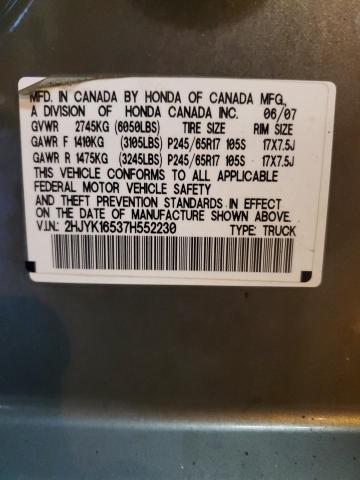 MFD. IN CANADA BY HONDA OF CANADA MFG.,
A DIVISION OF HONDA CANADA INC. 06/07
GVWR 2745KG (6050LBS) TIRE SIZE RIM SIZE
GAWR F 1410KG (3105LBS) P245/65R17 105S 17X7.5J
GAWR R 1475KG (3245LBS) P245/65R17 105S 17X7.5J
THIS VEHICLE CONFORMS TO ALL APPLICABLE
FEDERAL MOTOR VEHICLE SAFETY
AND THEFT PREVENTION STANDARDS IN EFFECT
ON THE DATE OF MANUFACTURE SHOWN ABOVE.
V.I.N.: 2HJYK16537H552230 TYPE: TRUCK